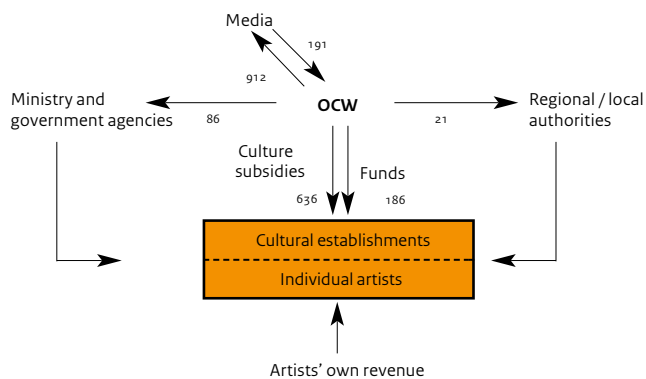 Media
191
912
Ministry and
government agencies
86
OCW
21
Regional / local
authorities
Culture
subsidies
Funds
636
186
Cultural establishments
Individual artists
Artists' own revenue